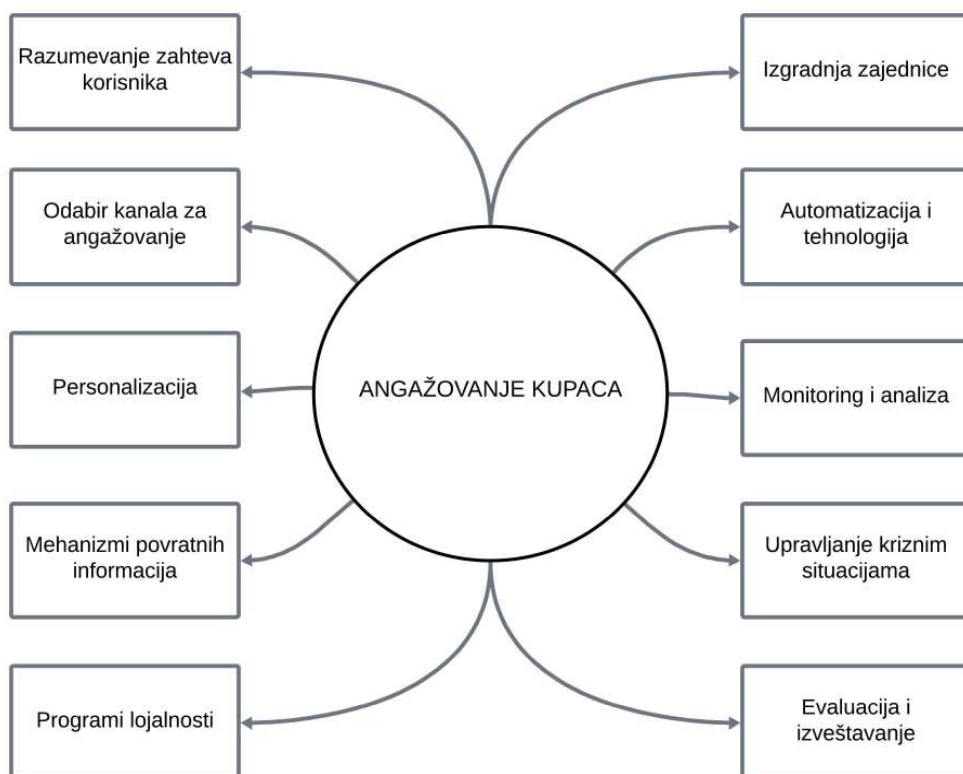 Razumevanje zahteva
korisnika
Odabir kanala za
angažovanje
Personalizacija
Mehanizmi povratnih
informacija
Programi lojalnosti
ANGAŽOVANJE KUPACA
Izgradnja zajednice
Automatizacija i
tehnologija
Monitoring i analiza
Upravljanje kriznim
situacijama
Evaluacija i
izveštavanje